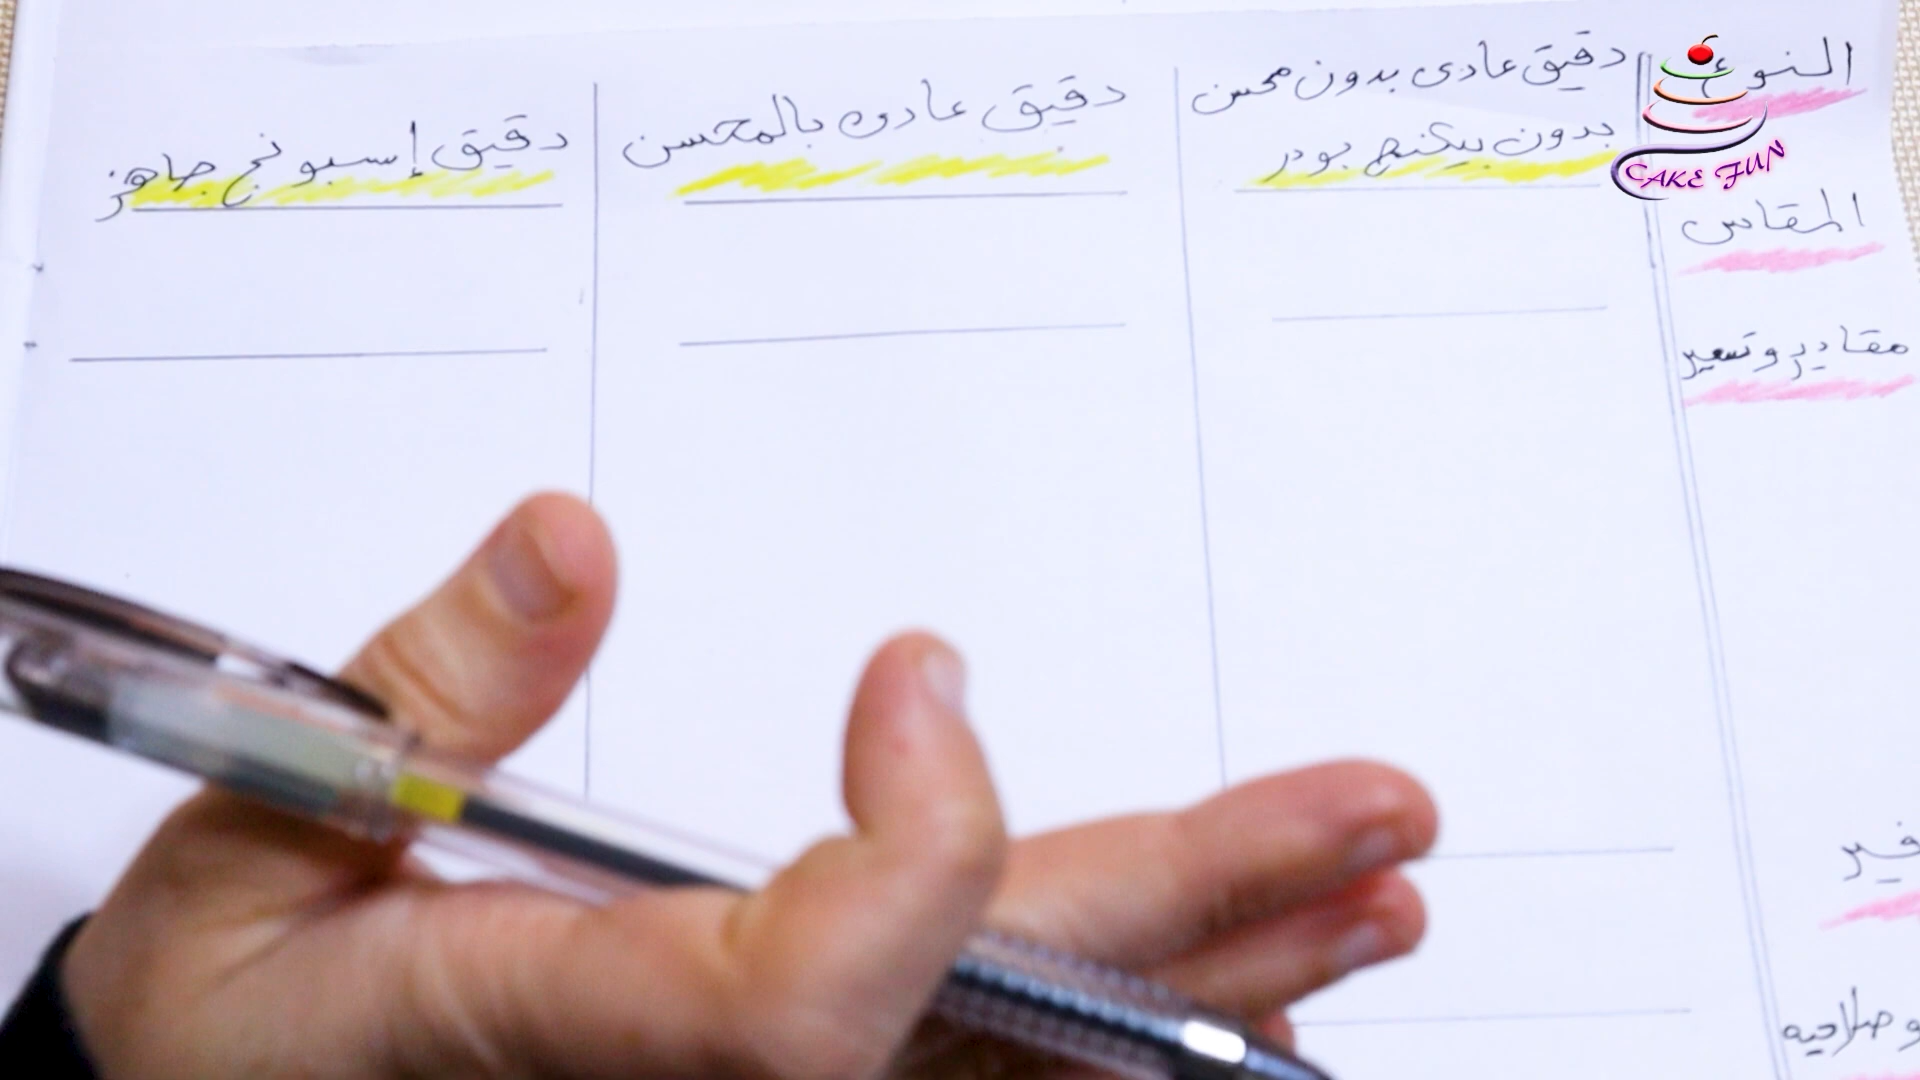 النوع
دقيق عادى بدون محسن
بدون بيكنج بودر
دقيق عادى بالمحسن
دقيق إسبونج جاهز
CAKE FUN
المقاس
مقادير وتسعير
وصلاحيه